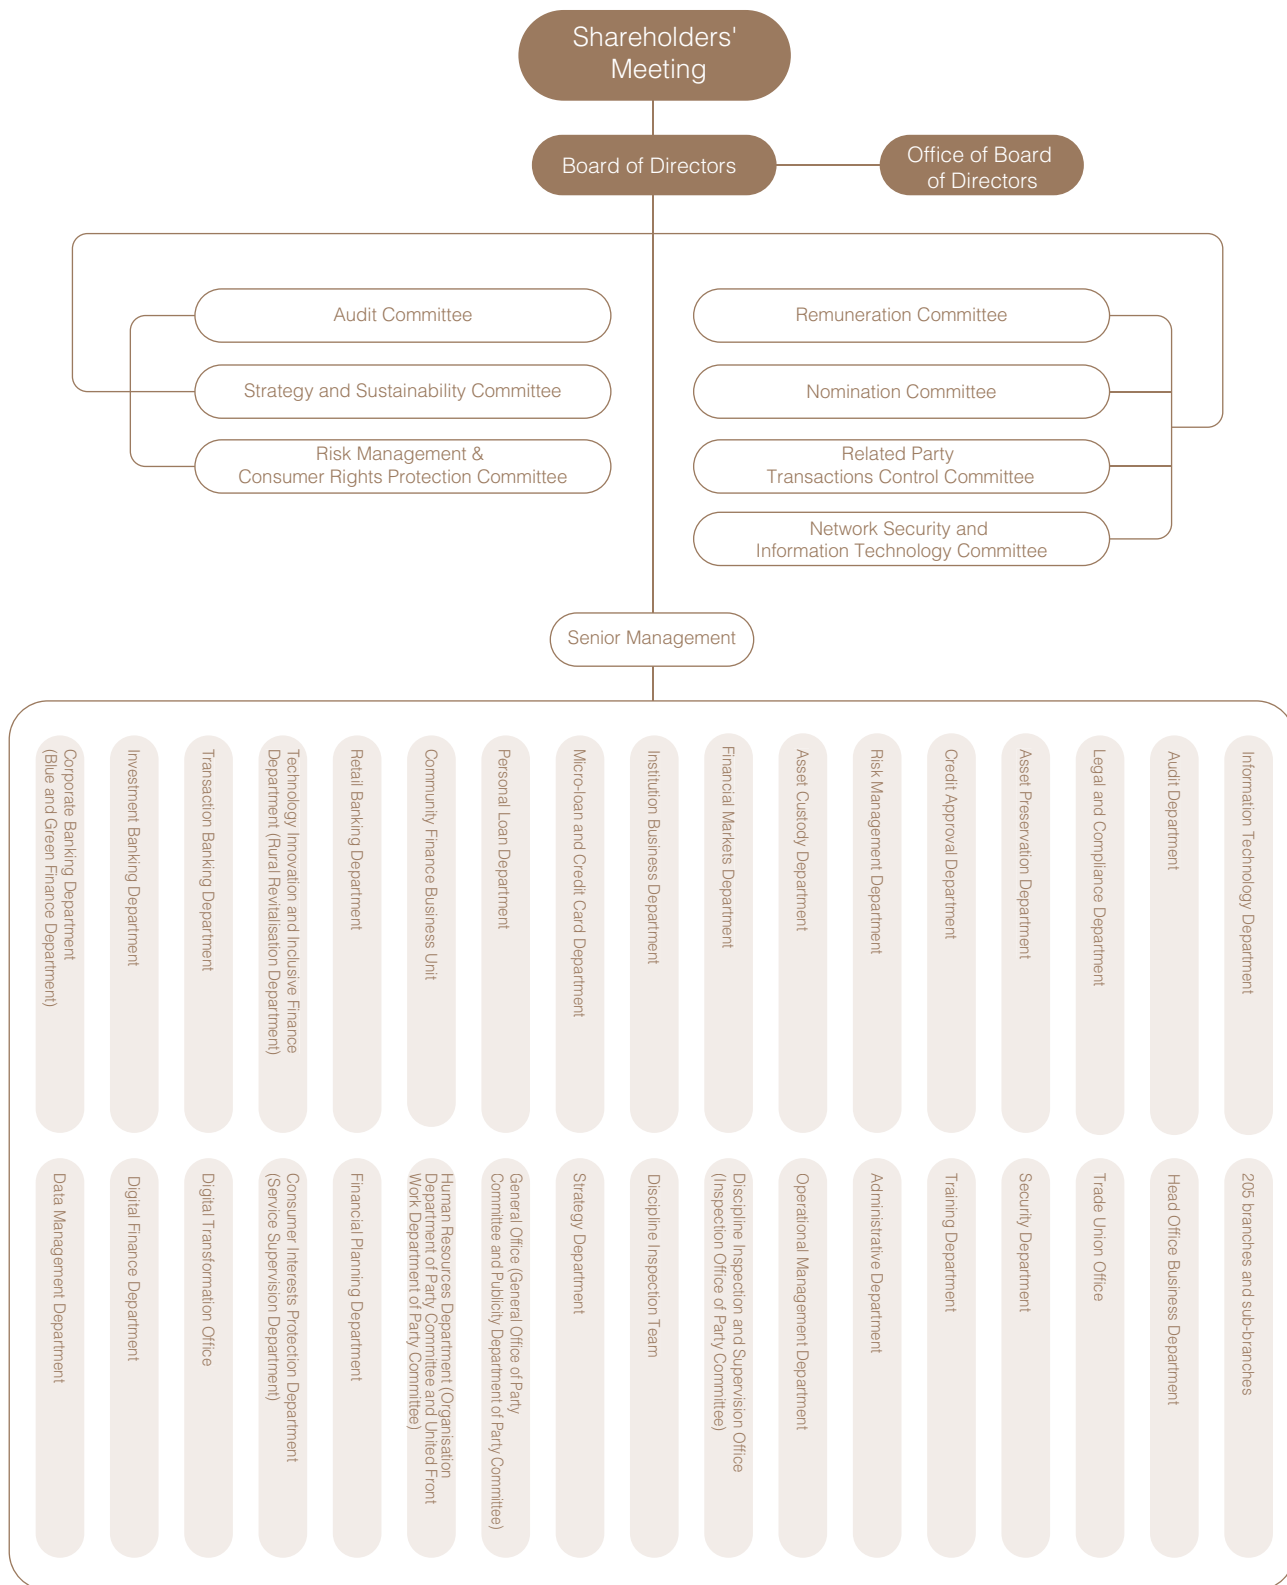 Shareholders'
Meeting
Board of Directors
Office of Board
of Directors
Audit Committee
Remuneration Committee
Strategy and Sustainability Committee
Nomination Committee
Risk Management &
Consumer Rights Protection Committee
Related Party
Transactions Control Committee
Network Security and
Information Technology Committee
Senior Management
Corporate Banking Department
(Blue and Green Finance Department)
Investment Banking Department
Transaction Banking Department
Technology Innovation and Inclusive Finance
Department (Rural Revitalisation Department)
Retail Banking Department
Community Finance Business Unit
Personal Loan Department
Micro-loan and Credit Card Department
Institution Business Department
Financial Markets Department
Asset Custody Department
Risk Management Department
Credit Approval Department
Asset Preservation Department
Legal and Compliance Department
Audit Department
Information Technology Department
Data Management Department
Digital Finance Department
Digital Transformation Office
Consumer Interests Protection Department
(Service Supervision Department)
Financial Planning Department
Human Resources Department (Organisation
Department of Party Committee and United Front
Work Department of Party Committee)
General Office (General Office of Party
Committee and Publicity Department of Party Committee)
Strategy Department
Discipline Inspection Team
Discipline Inspection and Supervision Office
(Inspection Office of Party Committee)
Operational Management Department
Administrative Department
Training Department
Security Department
Trade Union Office
Head Office Business Department
205 branches and sub-branches